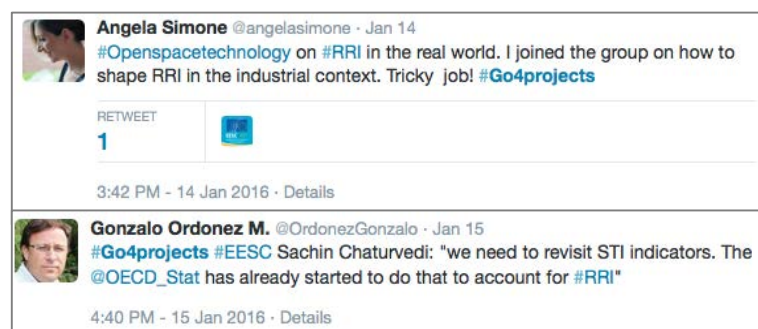 Angela Simone @angelasimone · Jan 14
#Openspacetechnology on #RRI in the real world. I joined the group on how to
shape RRI in the industrial context. Tricky  job! #Go4projects
RETWEET
1
3:42 PM - 14 Jan 2016 · Details
Gonzalo Ordonez M. @OrdonezGonzalo · Jan 15
#Go4projects #EESC Sachin Chaturvedi: "we need to revisit STI indicators. The
@OECD_Stat has already started to do that to account for #RRI"
4:40 PM - 15 Jan 2016 · Details